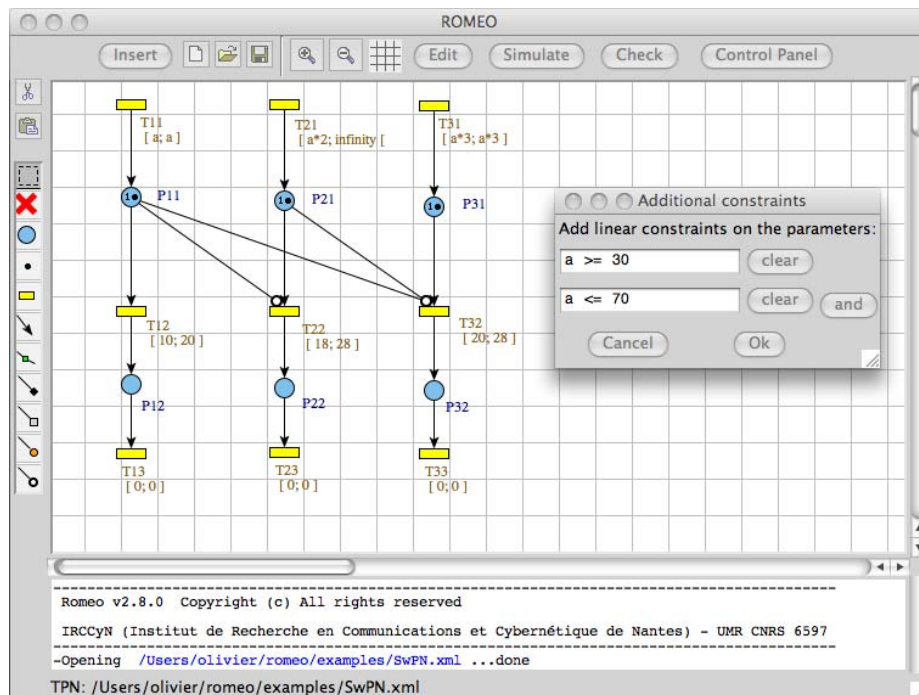 ROMEO
Insert Edit Simulate Check Control Panel
T11
[ a; a ]
T21
[ a*2; infinity [
T31
[ a*3; a*3 ]
1 P11
1 P21
1 P31
Additional constraints
Add linear constraints on the parameters:
a >= 30 clear
a <= 70 clear and
Cancel Ok
T12
[ 10; 20 ]
T22
[ 18; 28 ]
T32
[ 20; 28 ]
P12
P22
P32
T13
[ 0; 0 ]
T23
[ 0; 0 ]
T33
[ 0; 0 ]
Romeo v2.8.0 Copyright (c) All rights reserved
IRCCyN (Institut de Recherche en Communications et Cybernétique de Nantes) - UMR CNRS 6597
-Opening /Users/olivier/romeo/examples/SwPN.xml ...done
TPN: /Users/olivier/romeo/examples/SwPN.xml